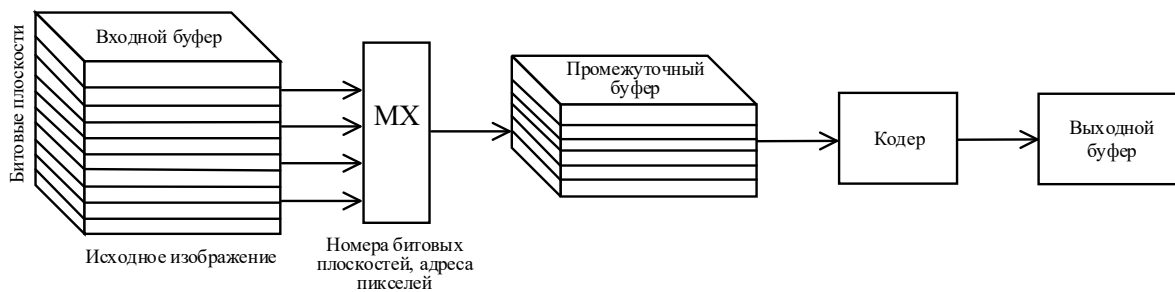 Битовые плоскости
Входной буфер
Исходное изображение
MX
Номера битовых
плоскостей, адреса
пикселей
Промежуточный
буфер
Кодер
Выходной
буфер